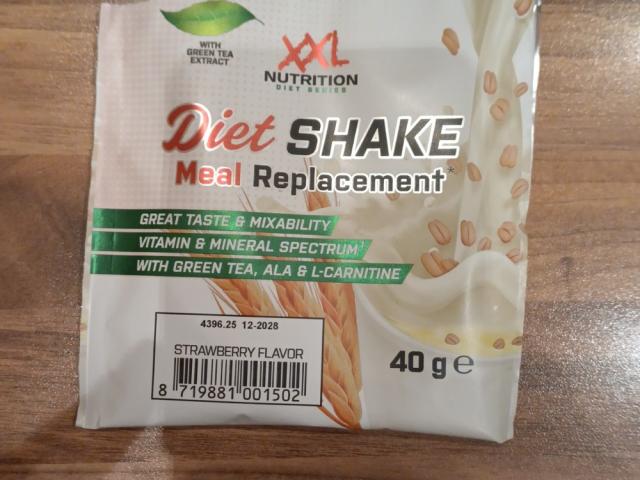 WITH
GREEN TEA
EXTRACT
XXL
NUTRITION
DIET SERIES
Diet SHAKE
Meal Replacement*
GREAT TASTE & MIXABILITY
VITAMIN & MINERAL SPECTRUM
WITH GREEN TEA, ALA & L-CARNITINE
4396.25 12-2028
STRAWBERRY FLAVOR
8 719881 001502
40 g e